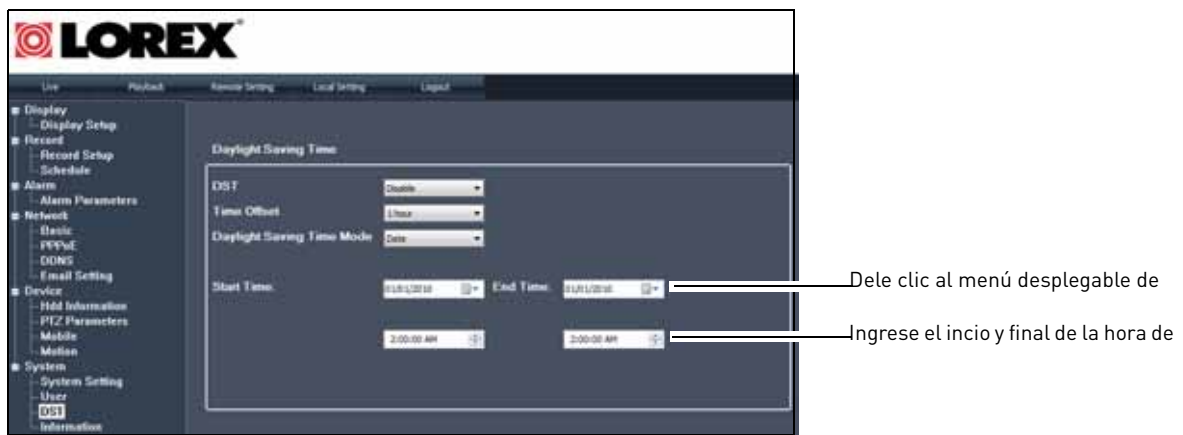 LOREX
Live Playback Remote Setting Local Setting Logout
Display
Display Setup
Record
Record Setup
Schedule
Alarm
Alarm Parameters
Network
Basic
PPPoE
DDNS
Email Setting
Device
Hdd Information
PTZ Parameters
Mobile
Motion
System
System Setting
User
DST
Information
Daylight Saving Time
DST Disable
Time Offset 1 hour
Daylight Saving Time Mode Date
Start Time: 01/01/2010 End Time: 01/01/2010
2:00:00 AM 2:00:00 AM
Dele clic al menú desplegable de
Ingrese el incio y final de la hora de